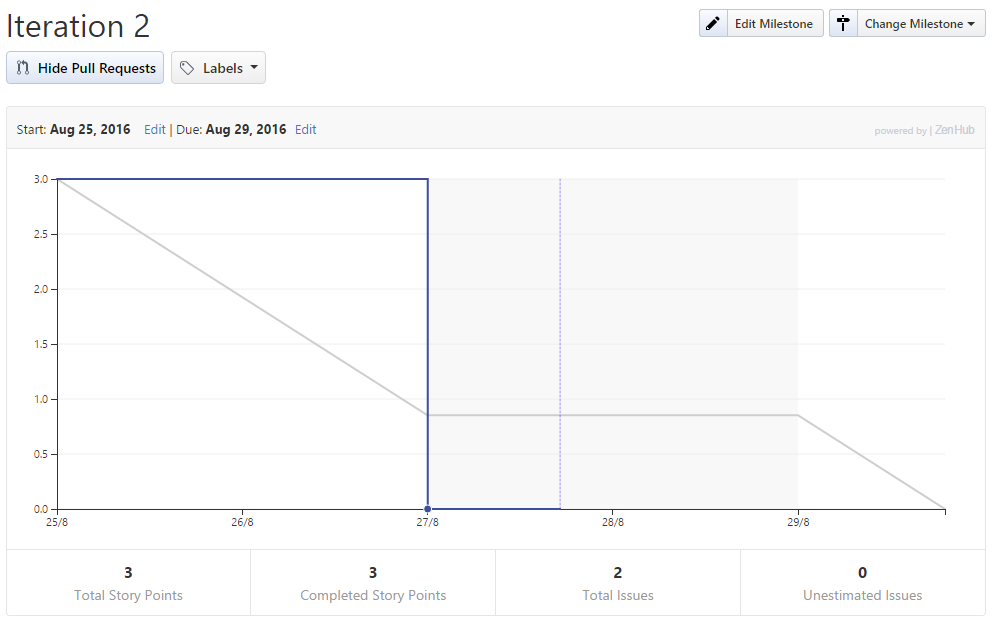 Iteration 2
Edit Milestone
Change Milestone
Hide Pull Requests
Labels
Start: Aug 25, 2016 Edit | Due: Aug 29, 2016 Edit
powered by | ZenHub
3.0
2.5
2.0
1.5
1.0
0.5
0.0
25/8 26/8 27/8 28/8 29/8
3 3 2 0
Total Story Points Completed Story Points Total Issues Unestimated Issues